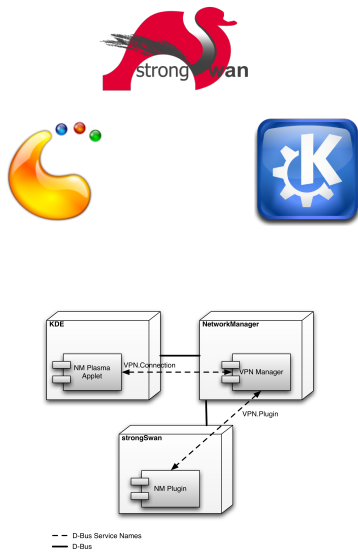 strongSwan
K
KDE
NetworkManager
NM Plasma
Applet
VPN.Connection
VPN Manager
VPN.Plugin
strongSwan
NM Plugin
D-Bus Service Names
D-Bus